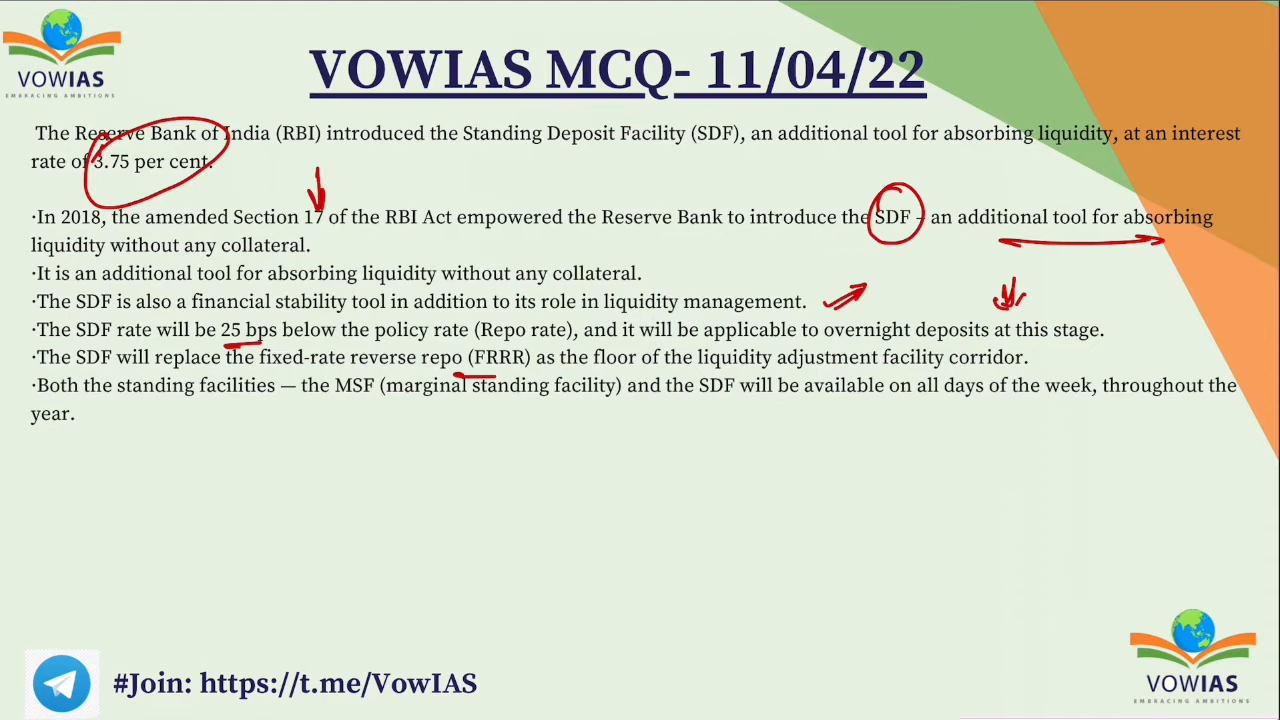 VOWIAS
EMBRACING AMBITIONS
VOWIAS MCQ- 11/04/22
The Reserve Bank of India (RBI) introduced the Standing Deposit Facility (SDF), an additional tool for absorbing liquidity, at an interest
rate of 3.75 per cent.
·In 2018, the amended Section 17 of the RBI Act empowered the Reserve Bank to introduce the SDF – an additional tool for absorbing
liquidity without any collateral.
·It is an additional tool for absorbing liquidity without any collateral.
·The SDF is also a financial stability tool in addition to its role in liquidity management.
·The SDF rate will be 25 bps below the policy rate (Repo rate), and it will be applicable to overnight deposits at this stage.
·The SDF will replace the fixed-rate reverse repo (FRRR) as the floor of the liquidity adjustment facility corridor.
·Both the standing facilities — the MSF (marginal standing facility) and the SDF will be available on all days of the week, throughout the
year.
#Join: https://t.me/VowIAS
VOWIAS
EMBRACING AMBITIONS